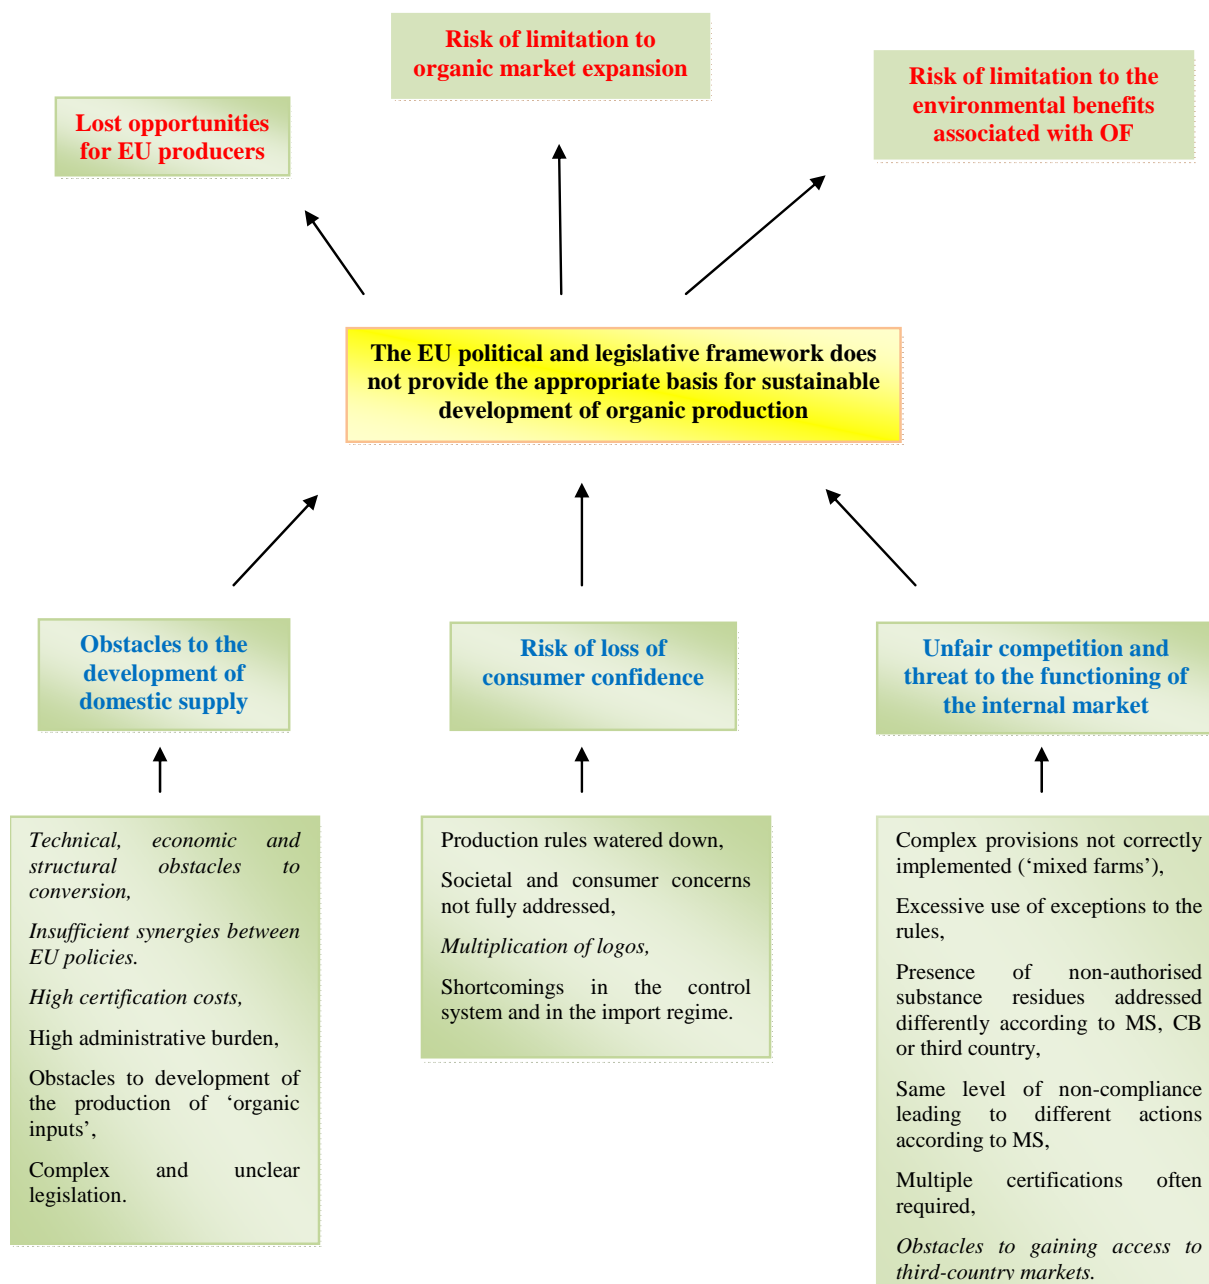 Risk of limitation to
organic market expansion
Risk of limitation to the
environmental benefits
associated with OF
Lost opportunities
for EU producers
The EU political and legislative framework does
not provide the appropriate basis for sustainable
development of organic production
Obstacles to the
development of
domestic supply
Risk of loss of
consumer confidence
Unfair competition and
threat to the functioning of
the internal market
Technical, economic and
structural obstacles to
conversion,
Insufficient synergies between
EU policies.
High certification costs,
High administrative burden,
Obstacles to development of
the production of ‘organic
inputs’,
Complex and unclear
legislation.
Production rules watered down,
Societal and consumer concerns
not fully addressed,
Multiplication of logos,
Shortcomings in the control
system and in the import regime.
Complex provisions not correctly
implemented (‘mixed farms’),
Excessive use of exceptions to the
rules,
Presence of non-authorised
substance residues addressed
differently according to MS, CB
or third country,
Same level of non-compliance
leading to different actions
according to MS,
Multiple certifications often
required,
Obstacles to gaining access to
third-country markets.